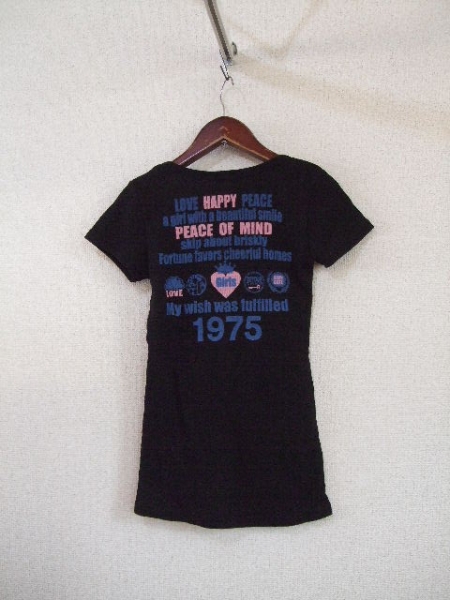 LOVE HAPPY PEACE
a girl with a beautiful smile
PEACE OF MIND
skip about briskly
Fortune favors cheerful homes
LOVE
Girls
My wish was fulfilled
1975